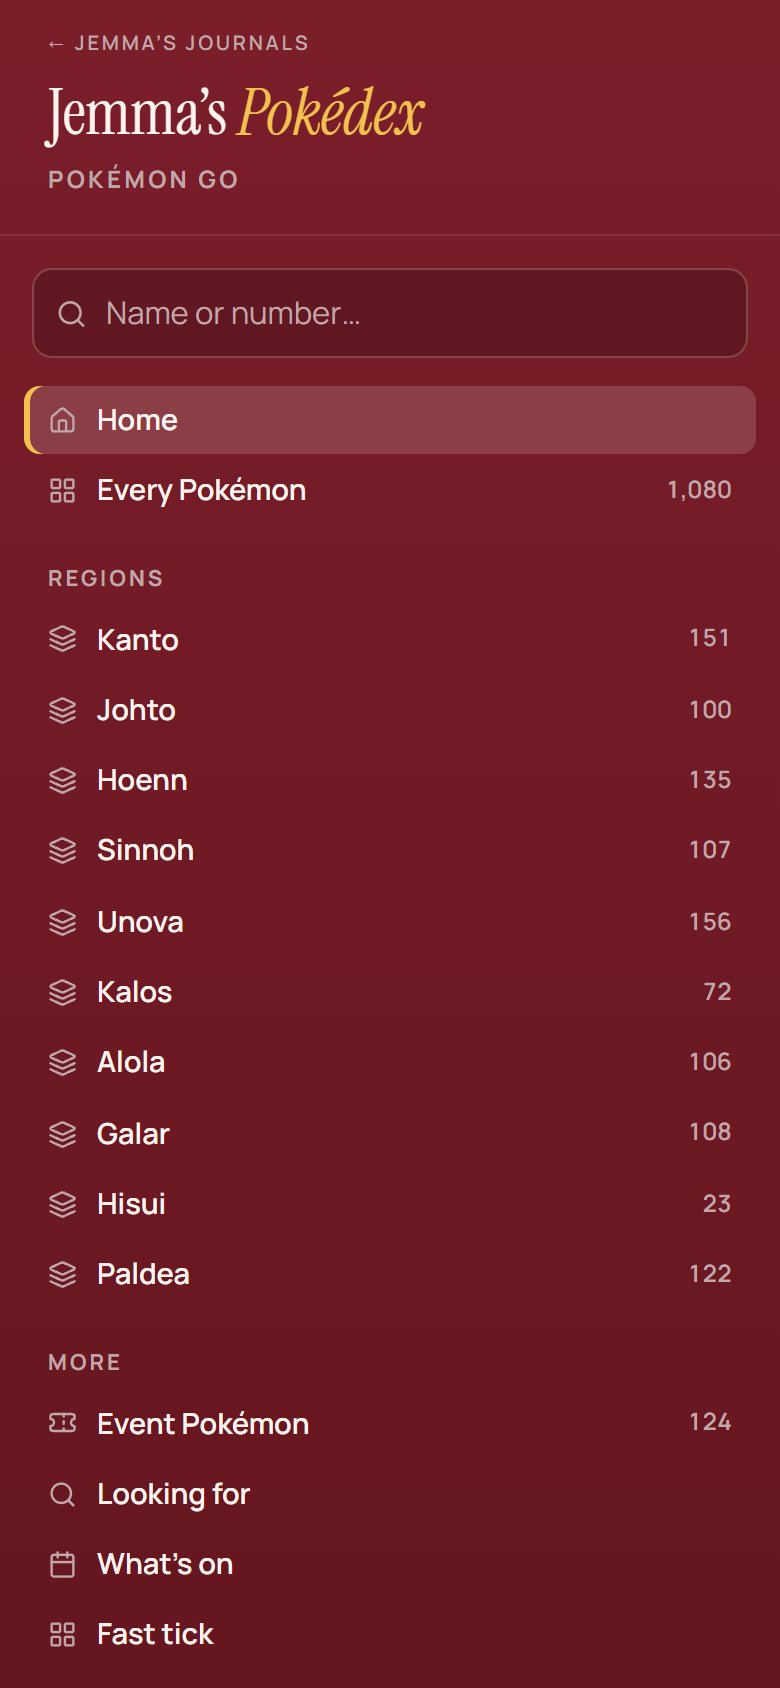 ← JEMMA’S JOURNALS
Jemma’s Pokédex
POKÉMON GO
Name or number...
Home
Every Pokémon 1,080
REGIONS
Kanto 151
Johto 100
Hoenn 135
Sinnoh 107
Unova 156
Kalos 72
Alola 106
Galar 108
Hisui 23
Paldea 122
MORE
Event Pokémon 124
Looking for
What’s on
Fast tick